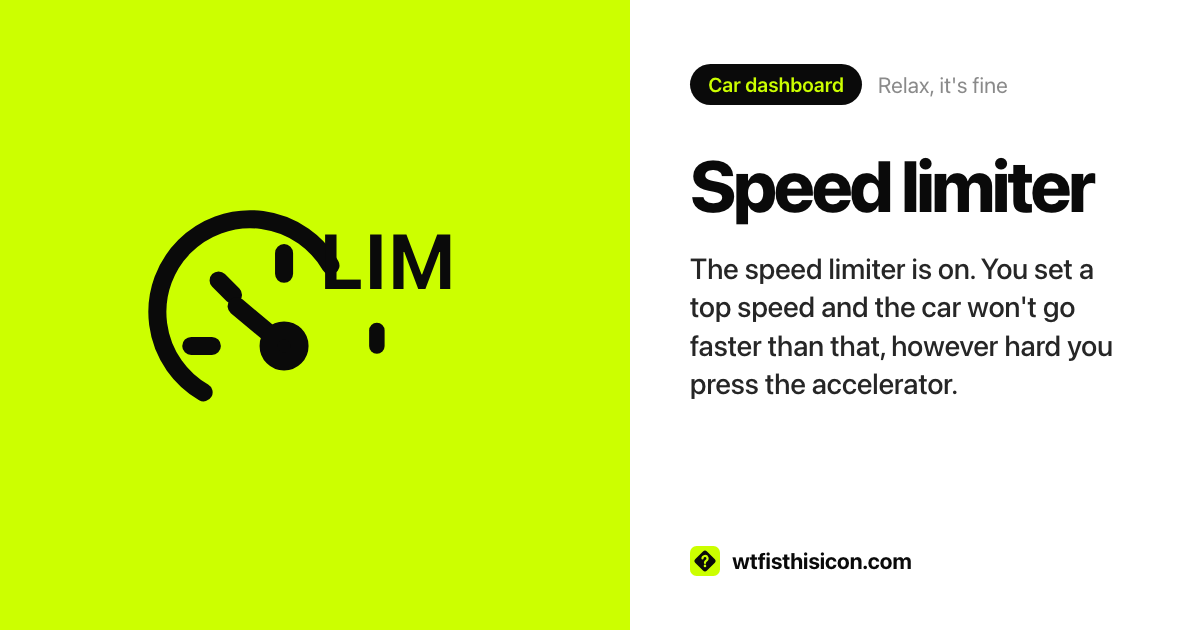 LIM
Car dashboard
Relax, it's fine
Speed limiter
The speed limiter is on. You set a
top speed and the car won't go
faster than that, however hard you
press the accelerator.
?
wtfisthisicon.com